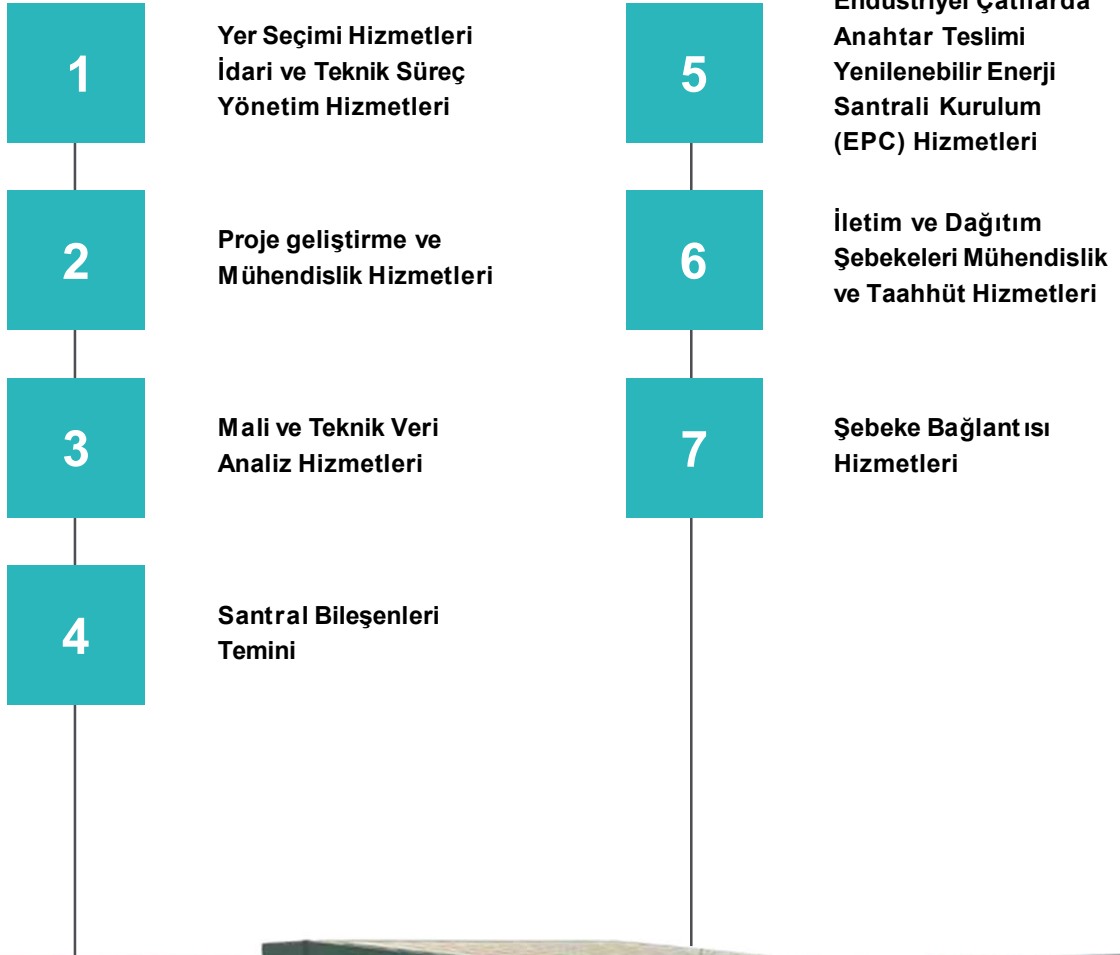 1
Yer Seçimi Hizmetleri
İdari ve Teknik Süreç
Yönetim Hizmetleri
2
Proje geliştirme ve
Mühendislik Hizmetleri
3
Mali ve Teknik Veri
Analiz Hizmetleri
4
Santral Bileşenleri
Temini
5
Endüstriyel Çatılarda
Anahtar Teslimi
Yenilenebilir Enerji
Santrali Kurulum
(EPC) Hizmetleri
6
İletim ve Dağıtım
Şebekeleri Mühendislik
ve Taahhüt Hizmetleri
7
Şebeke Bağlantısı
Hizmetleri